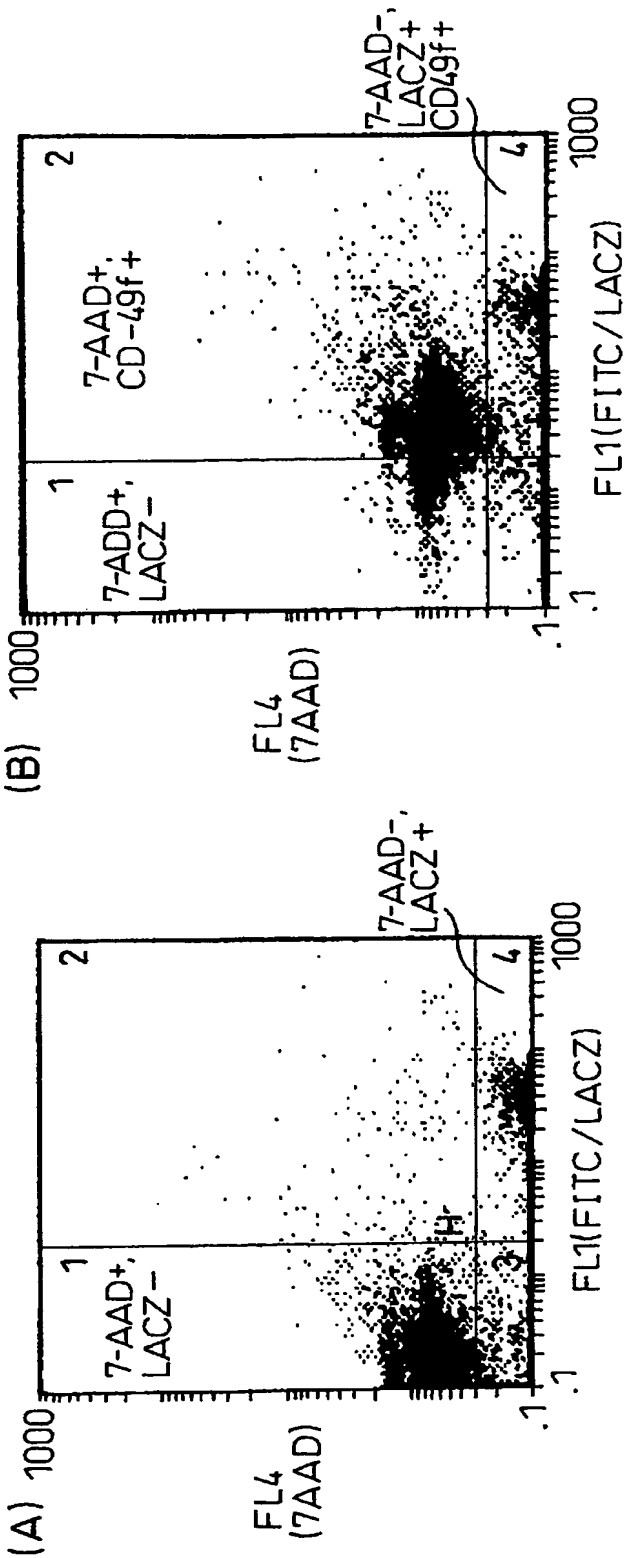 (A)
1000
FL4
(7AAD)
.1
1
7-AAD+,
LACZ-
2
H
3
4
7-AAD-,
LACZ+
.1
1000
FL1(FITC/LACZ)
(B)
1000
FL4
(7AAD)
.1
1
7-ADD+,
LACZ-
2
7-AAD+,
CD-49f+
3
4
7-AAD-,
LACZ+
CD49f+
.1
1000
FL1(FITC/LACZ)